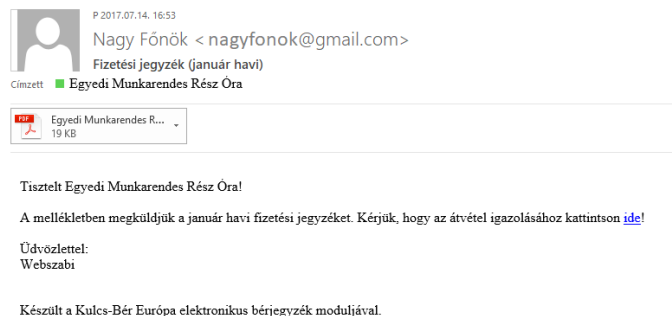 P 2017.07.14. 16:53
Nagy Főnök <nagyfonok@gmail.com>
Fizetési jegyzék (január havi)
Címzett Egyedi Munkarendes Rész Óra
PDF
Egyedi Munkarendes R...
19 KB
Tisztelt Egyedi Munkarendes Rész Óra!
A mellékletben megküldjük a január havi fizetési jegyzéket. Kérjük, hogy az átvétel igazolásához kattintson ide!
Üdvözlettel:
Webszabi
Készült a Kulcs-Bér Európa elektronikus bérjegyzék moduljával.